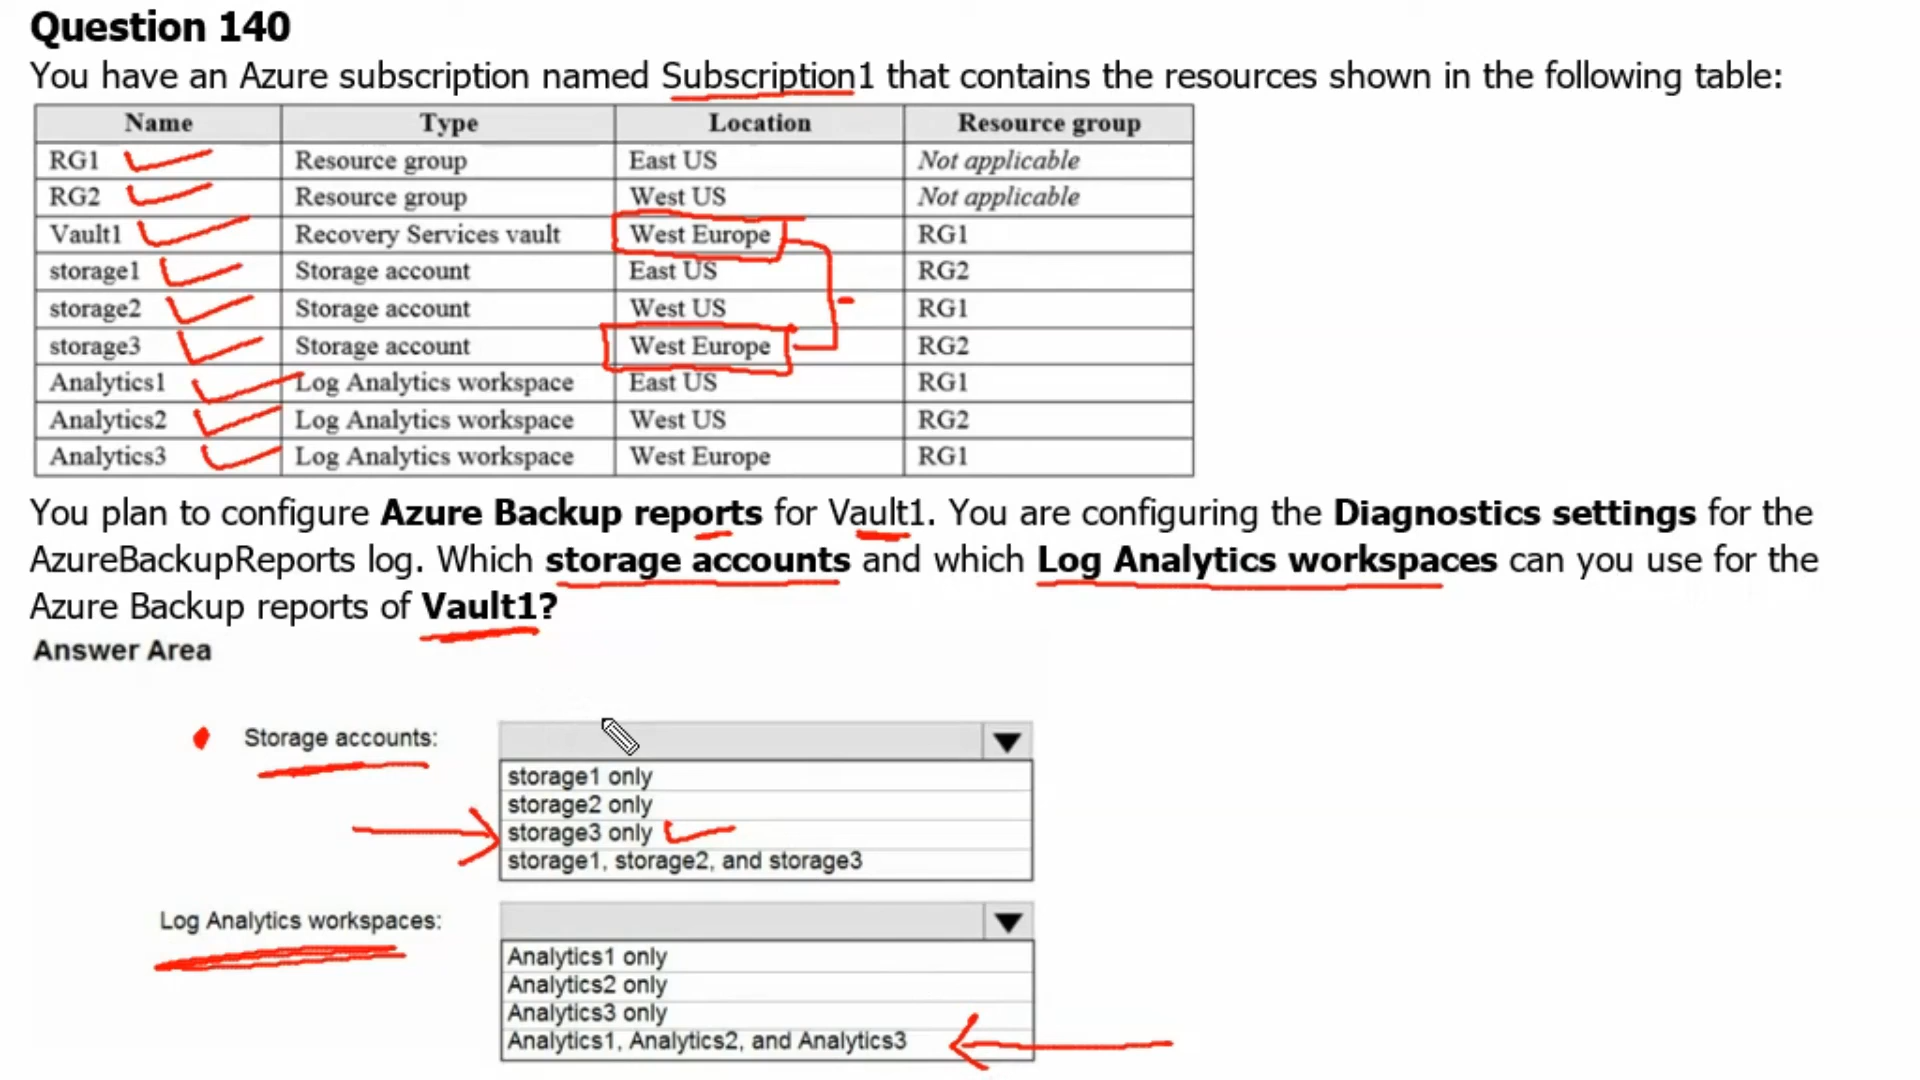 Question 140
You have an Azure subscription named Subscription1 that contains the resources shown in the following table:
Name Type Location Resource group
RG1 Resource group East US Not applicable
RG2 Resource group West US Not applicable
Vault1 Recovery Services vault West Europe RG1
storage1 Storage account East US RG2
storage2 Storage account West US RG1
storage3 Storage account West Europe RG2
Analytics1 Log Analytics workspace East US RG1
Analytics2 Log Analytics workspace West US RG2
Analytics3 Log Analytics workspace West Europe RG1
You plan to configure Azure Backup reports for Vault1. You are configuring the Diagnostics settings for the
AzureBackupReports log. Which storage accounts and which Log Analytics workspaces can you use for the
Azure Backup reports of Vault1?
Answer Area
Storage accounts:
storage1 only
storage2 only
storage3 only
storage1, storage2, and storage3
Log Analytics workspaces:
Analytics1 only
Analytics2 only
Analytics3 only
Analytics1, Analytics2, and Analytics3